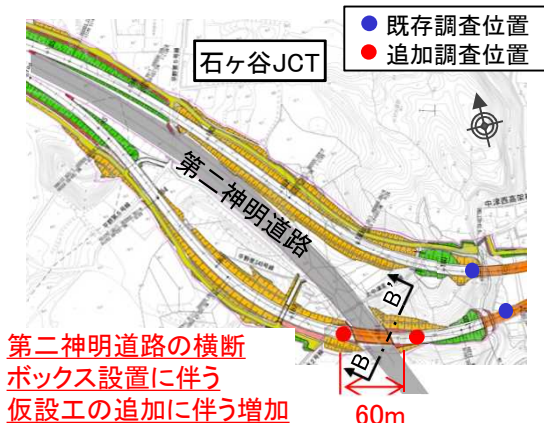 ● 既存調査位置
● 追加調査位置
石ヶ谷JCT
第二神明道路
B'
B
第二神明道路の横断
ボックス設置に伴う
仮設工の追加に伴う増加
60m